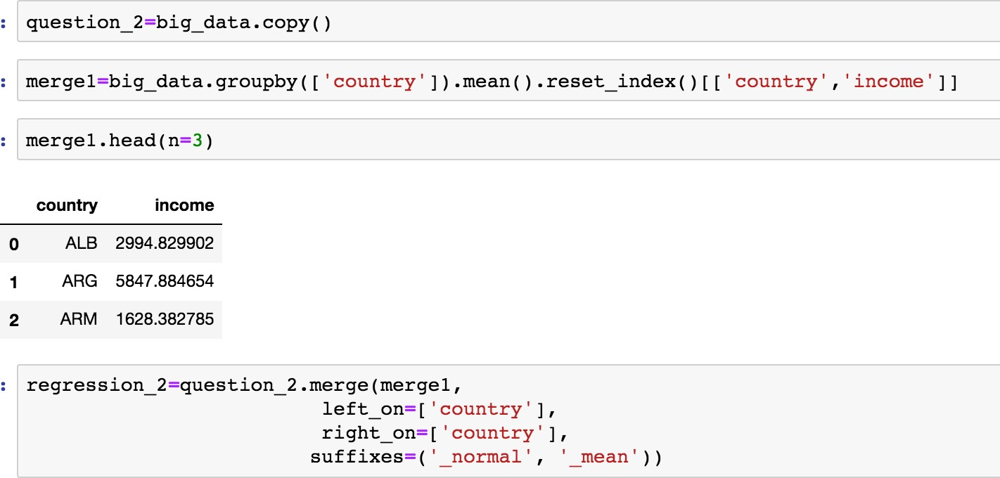 : question_2=big_data.copy()
: merge1=big_data.groupby(['country']).mean().reset_index()[['country','income']]
: merge1.head(n=3)
country income
0 ALB 2994.829902
1 ARG 5847.884654
2 ARM 1628.382785
: regression_2=question_2.merge(merge1,
left_on=['country'],
right_on=['country'],
suffixes=('_normal', '_mean'))